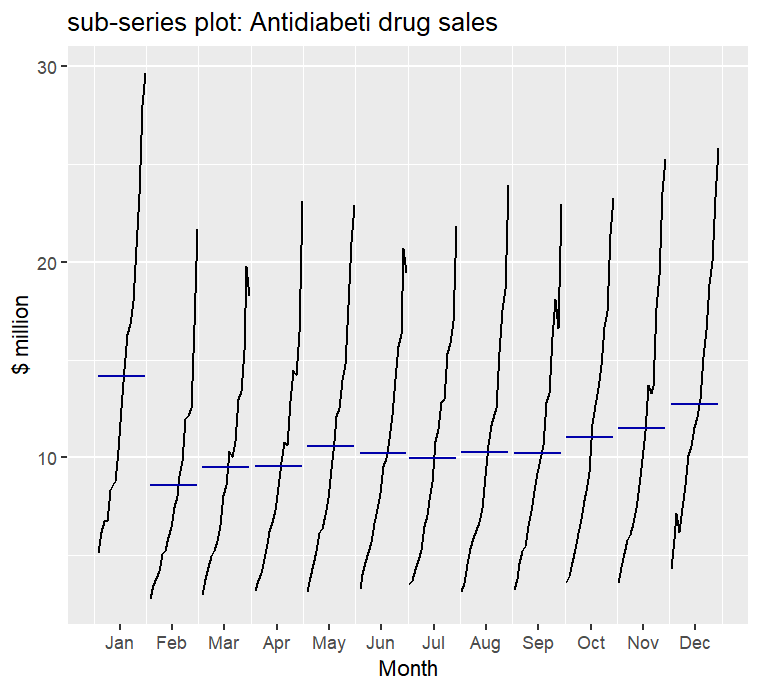 sub-series plot: Antidiabeti drug sales
30
20
10
$ million
Jan Feb Mar Apr May Jun Jul Aug Sep Oct Nov Dec
Month